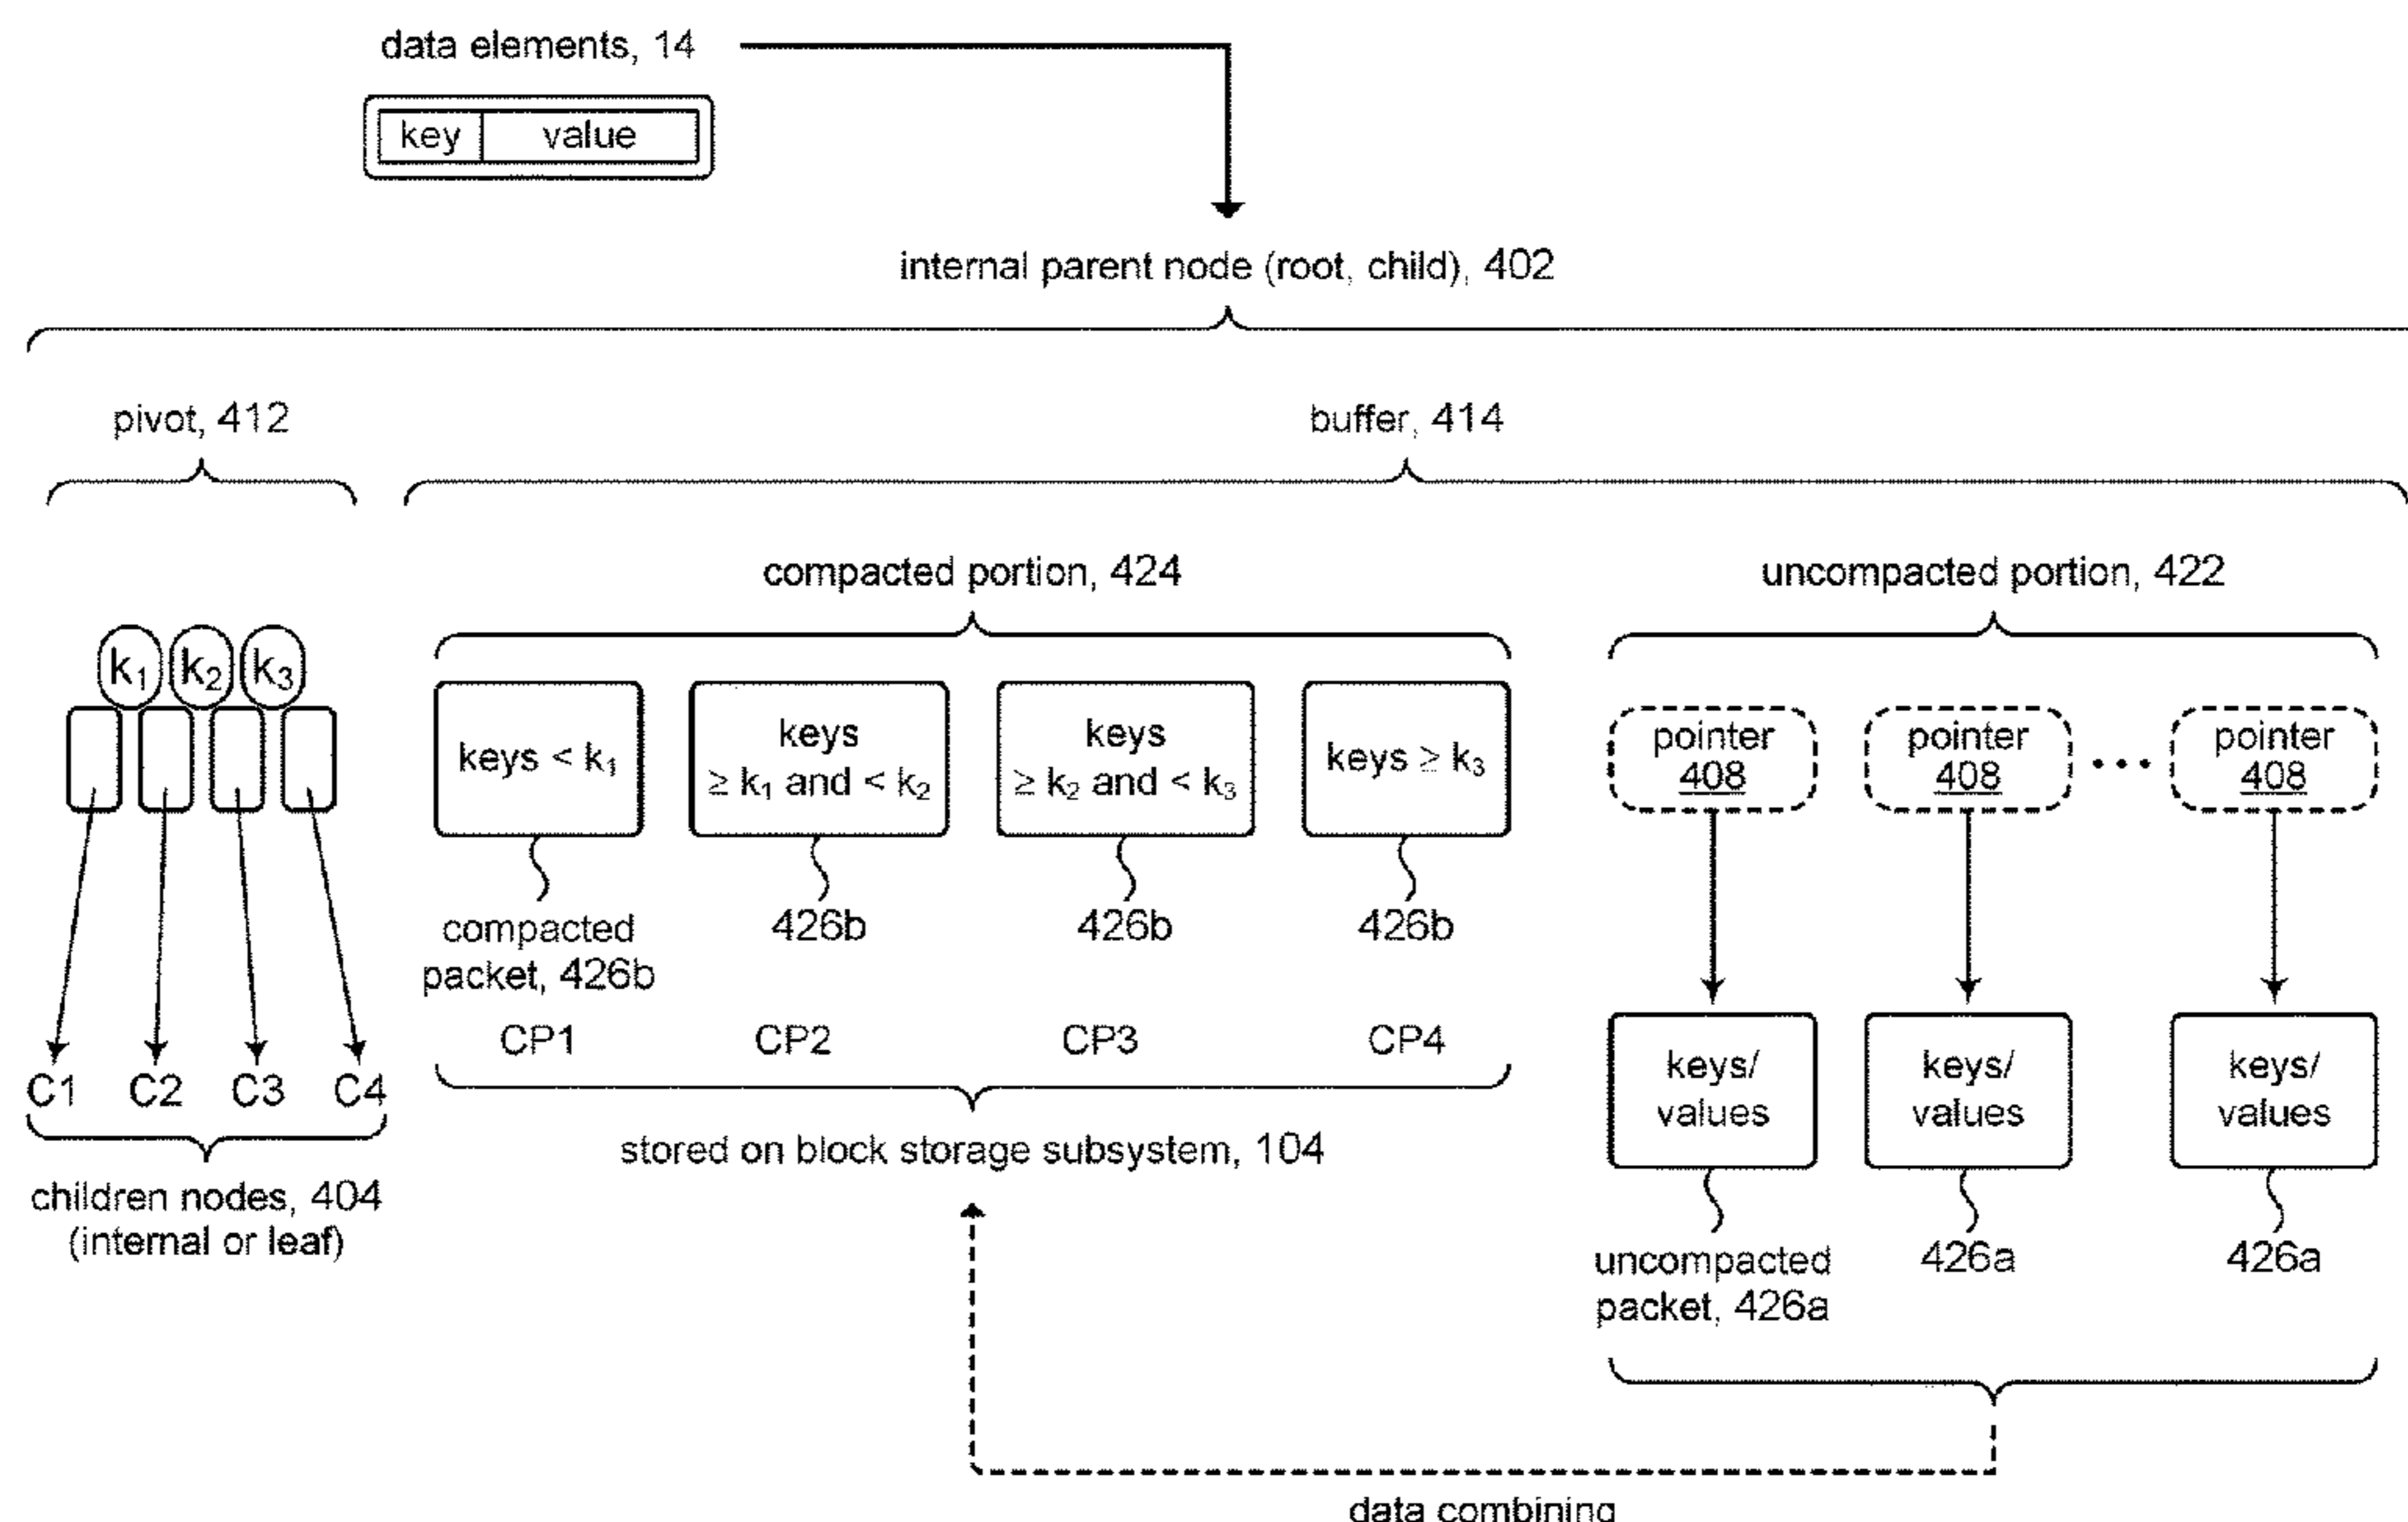 data elements, 14
key value
internal parent node (root, child), 402
pivot, 412
buffer, 414
compacted portion, 424
uncompacted portion, 422
k₁ k₂ k₃
keys < k₁
keys
≥ k₁ and < k₂
keys
≥ k₂ and < k₃
keys ≥ k₃
pointer
408
pointer
408
• • •
pointer
408
compacted
packet, 426b
426b
426b
426b
CP1 CP2 CP3 CP4
C1 C2 C3 C4
keys/
values
keys/
values
keys/
values
stored on block storage subsystem, 104
children nodes, 404
(internal or leaf)
uncompacted
packet, 426a
426a
426a
data combining